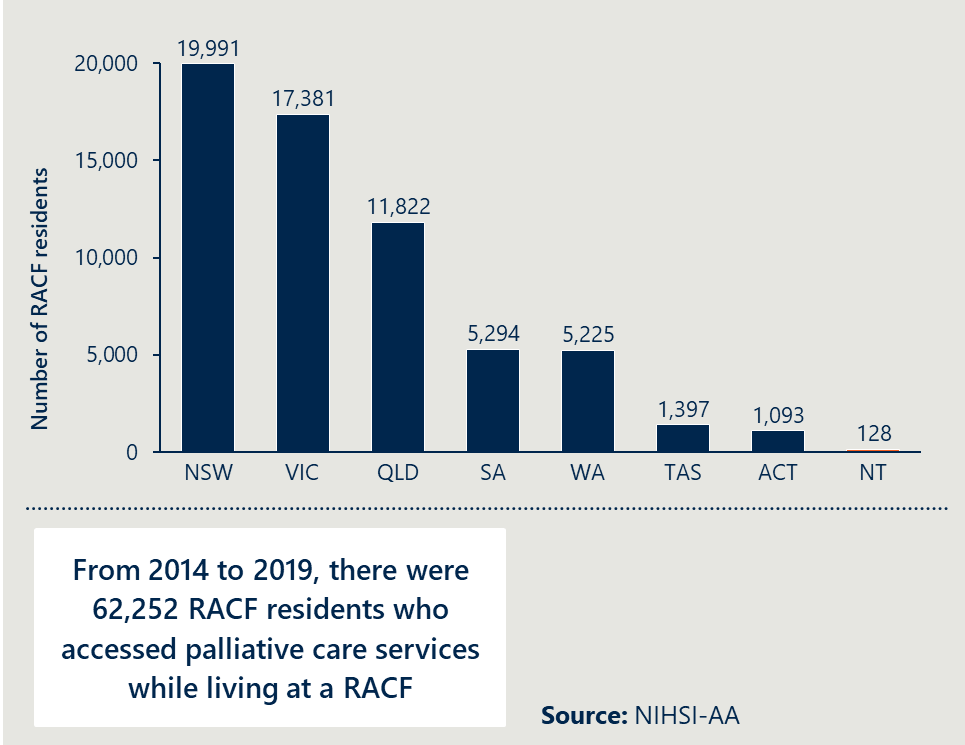 Number of RACF residents
20,000
15,000
10,000
5,000
0
19,991
17,381
11,822
5,294
5,225
1,397
1,093
128
NSW
VIC
QLD
SA
WA
TAS
ACT
NT
From 2014 to 2019, there were
62,252 RACF residents who
accessed palliative care services
while living at a RACF
Source: NIHSI-AA